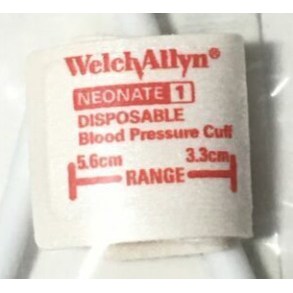 WelchAllyn®
NEONATE 1
DISPOSABLE
Blood Pressure Cuff
5.6cm 3.3cm
RANGE